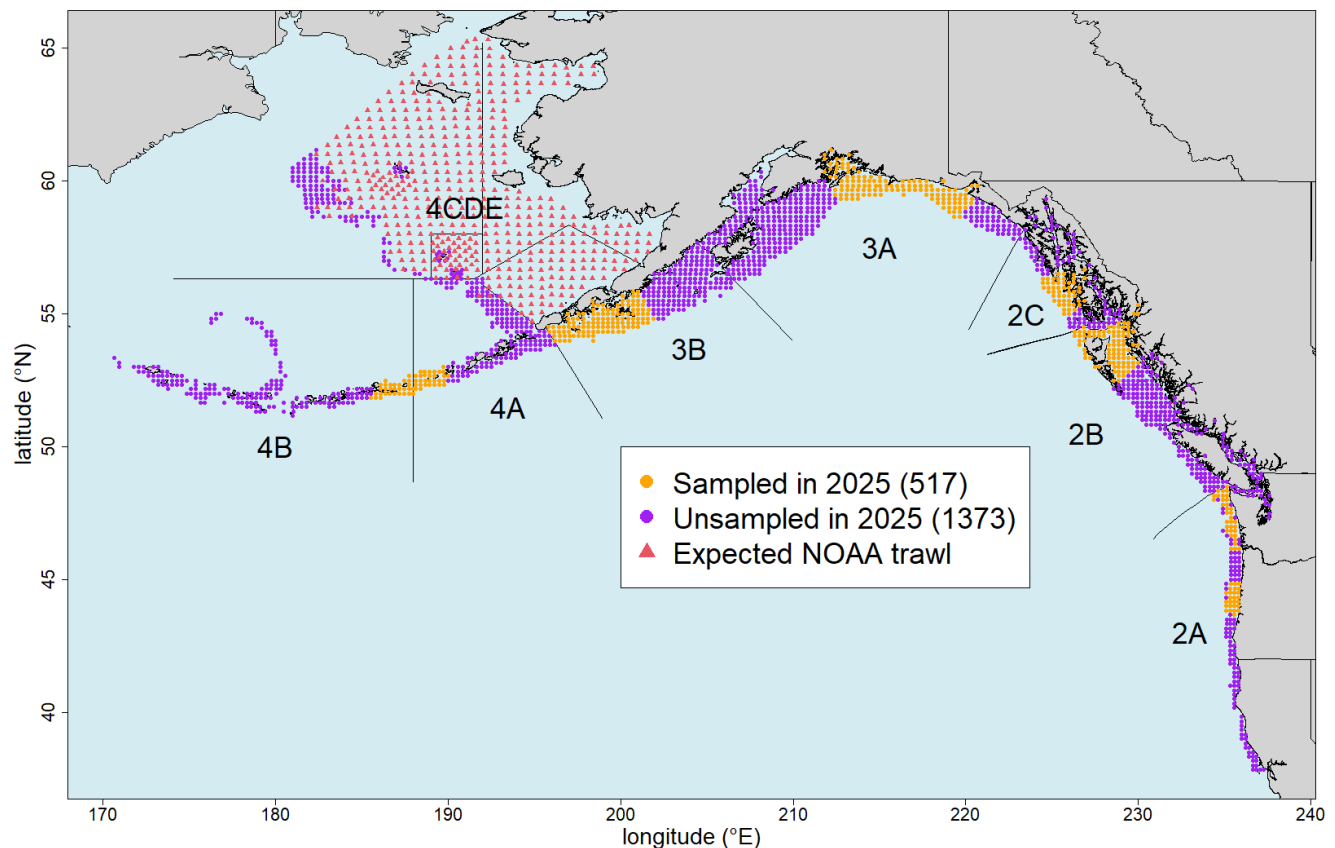 65
60
55
50
45
40
latitude (°N)
4CDE
3A
2C
3B
4A
4B
2B
2A
Sampled in 2025 (517)
Unsampled in 2025 (1373)
Expected NOAA trawl
170 180 190 200 210 220 230 240
longitude (°E)